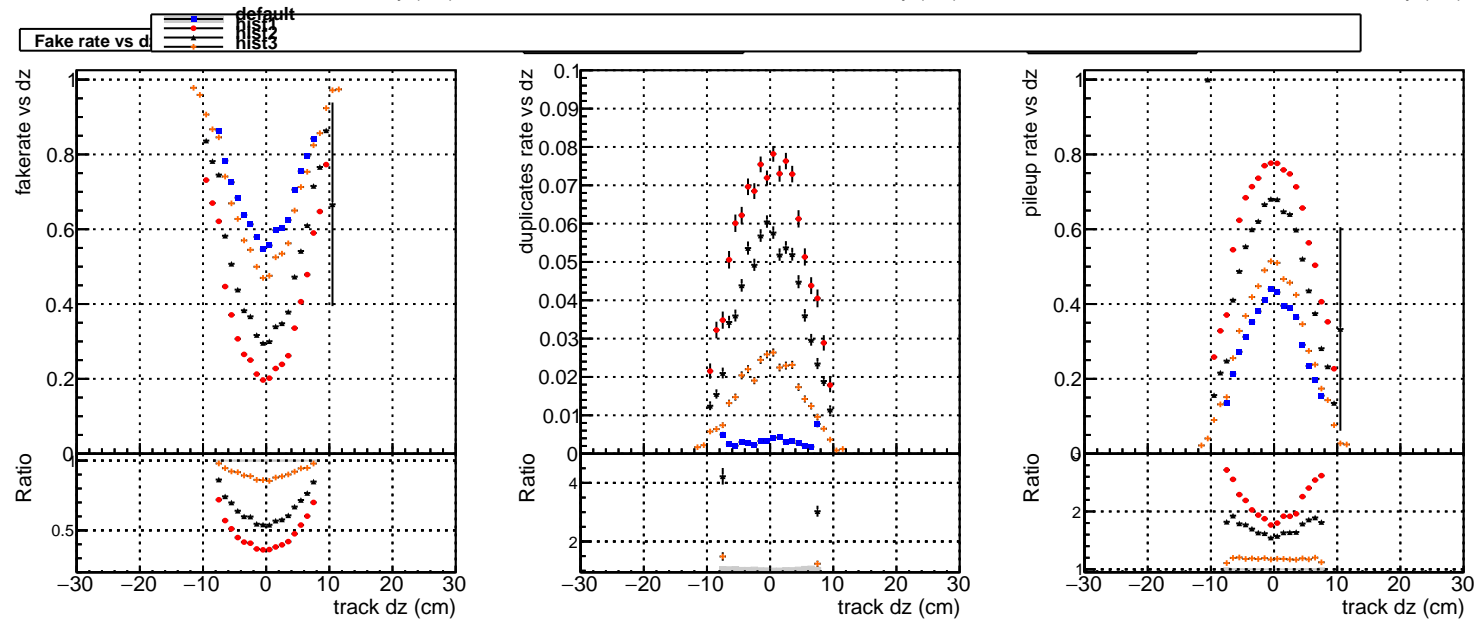 default
hist1
hist2
hist3
Fake rate vs dz
fakerate vs dz
1
0.8
0.6
0.4
0.2
0
Ratio
1
0.5
−30 −20 −10 0 10 20 30
track dz (cm)
duplicates rate vs dz
0.1
0.09
0.08
0.07
0.06
0.05
0.04
0.03
0.02
0.01
0
Ratio
4
2
−30 −20 −10 0 10 20 30
track dz (cm)
pileup rate vs dz
1
0.8
0.6
0.4
0.2
0
Ratio
2
1
−30 −20 −10 0 10 20 30
track dz (cm)